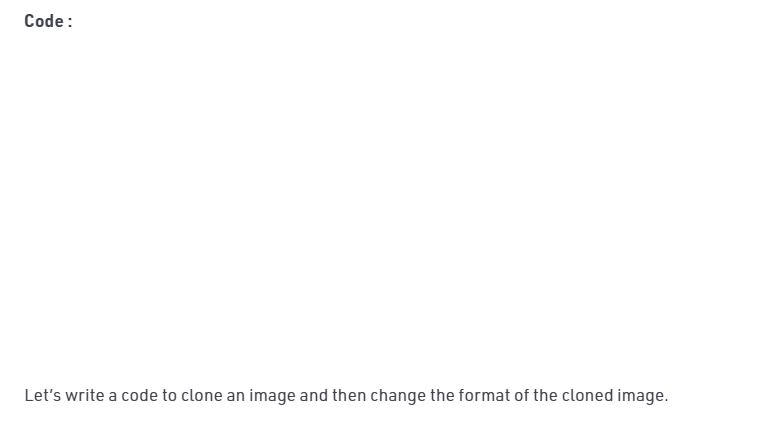 Code :
Let’s write a code to clone an image and then change the format of the cloned image.